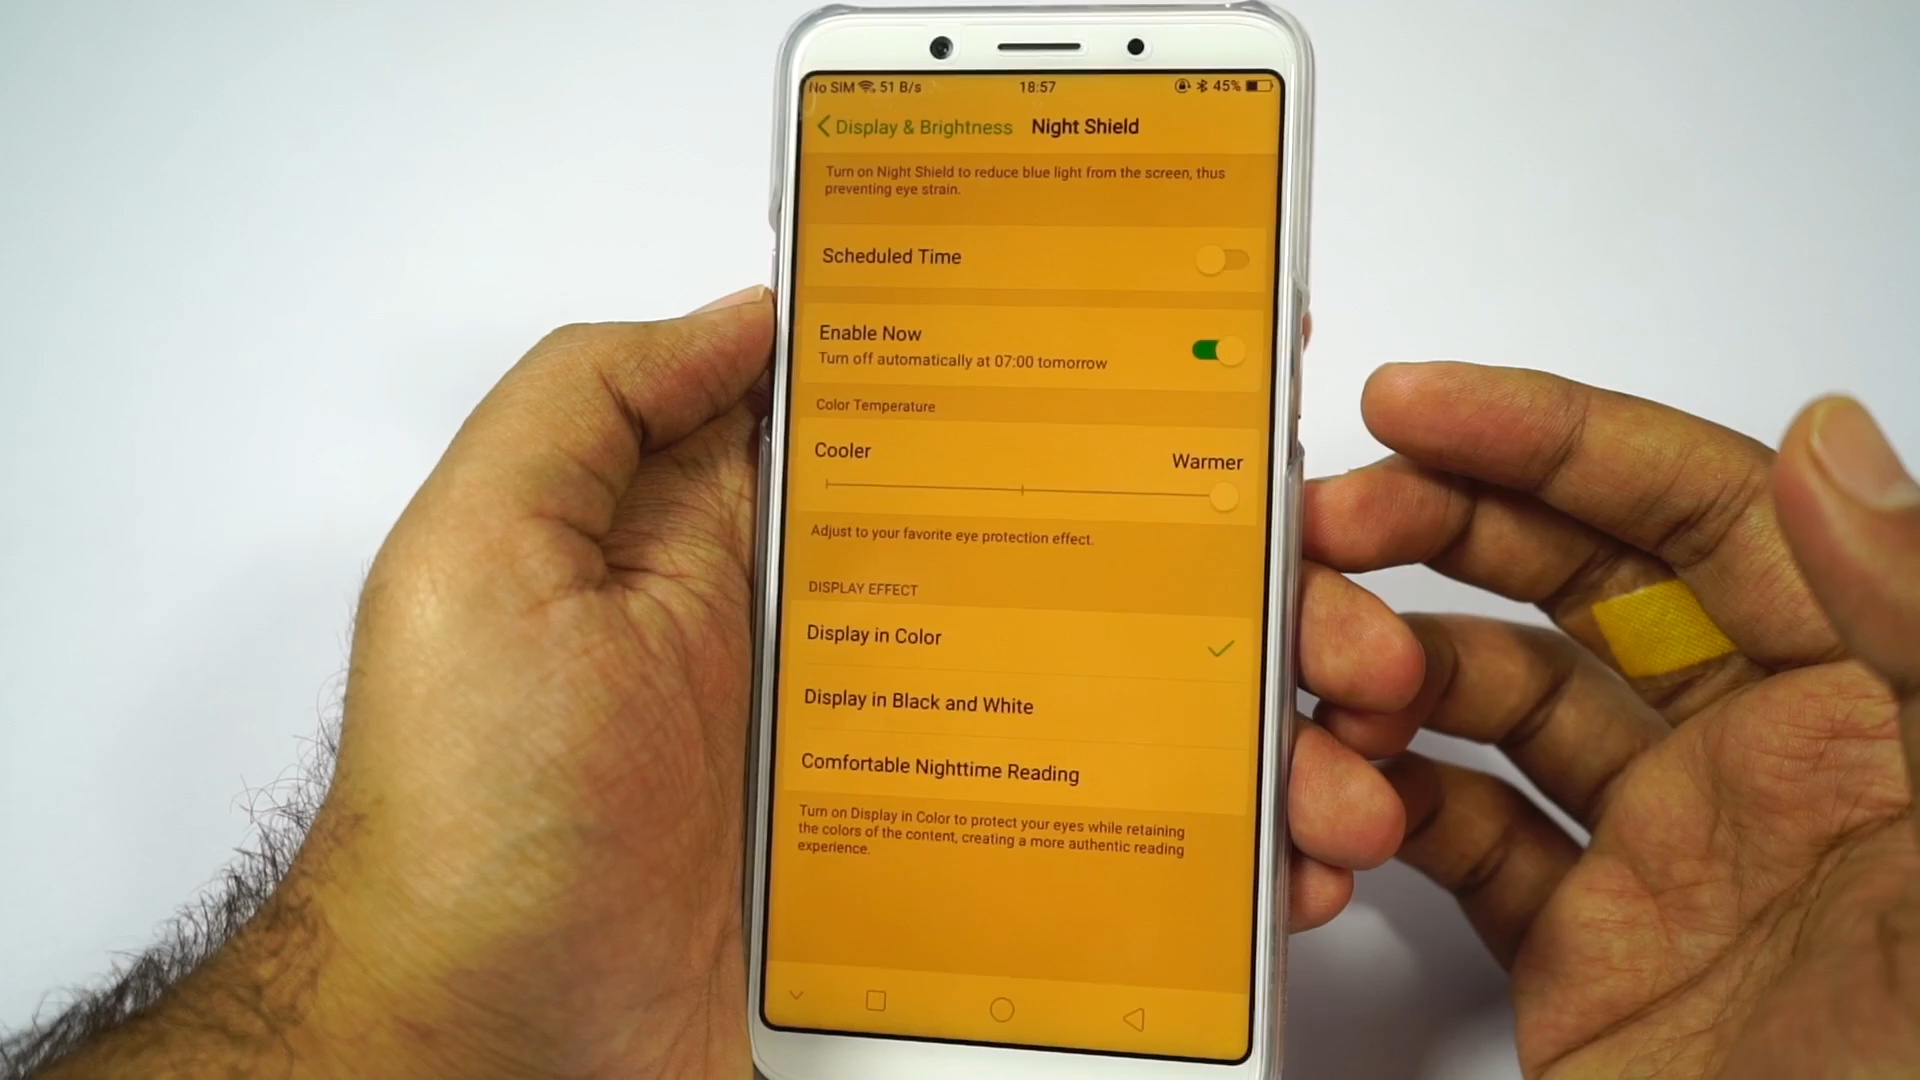 No SIM 51 B/s 18:57 45%
Display & Brightness Night Shield
Turn on Night Shield to reduce blue light from the screen, thus
preventing eye strain.
Scheduled Time
Enable Now
Turn off automatically at 07:00 tomorrow
Color Temperature
Cooler Warmer
Adjust to your favorite eye protection effect.
DISPLAY EFFECT
Display in Color
Display in Black and White
Comfortable Nighttime Reading
Turn on Display in Color to protect your eyes while retaining
the colors of the content, creating a more authentic reading
experience.